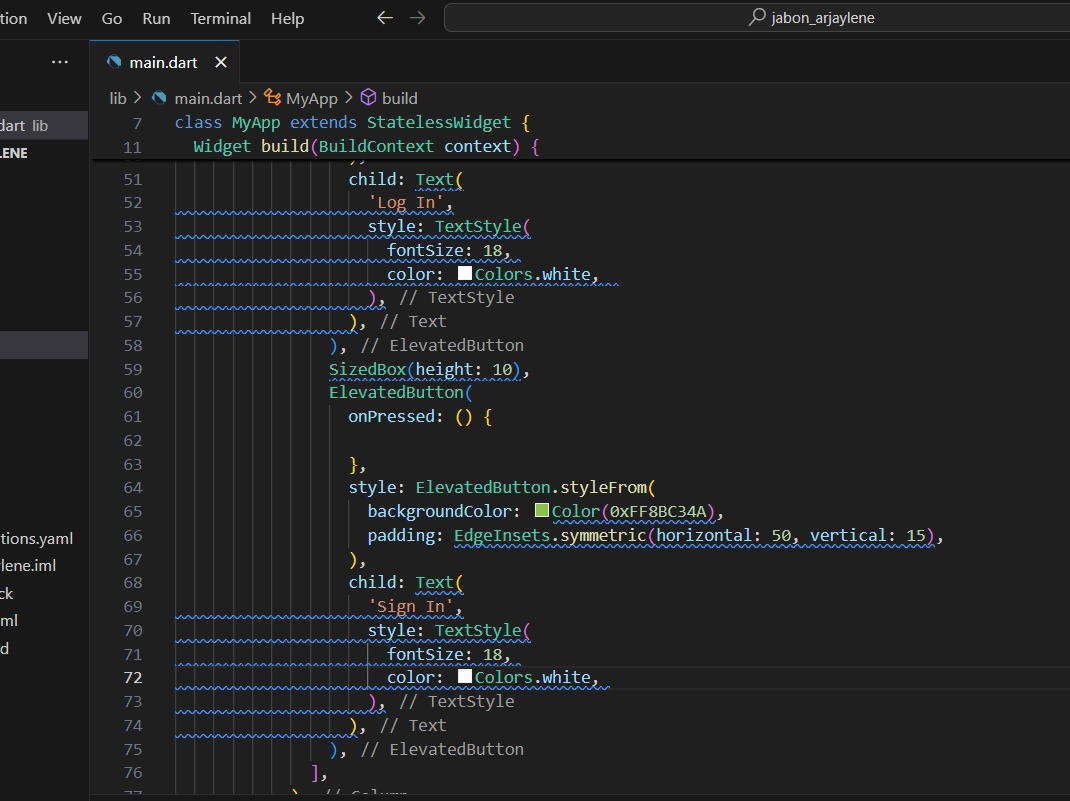 tion View Go Run Terminal Help
jabon_arjaylene
main.dart
lib > main.dart > MyApp > build
dart lib
LENE
tions.yaml
lene.iml
ck
ml
d
7 class MyApp extends StatelessWidget {
11 Widget build(BuildContext context) {
51 child: Text(
52 'Log In',
53 style: TextStyle(
54 fontSize: 18,
55 color: Colors.white,
56 ), // TextStyle
57 ), // Text
58 ), // ElevatedButton
59 SizedBox(height: 10),
60 ElevatedButton(
61 onPressed: () {
62
63 },
64 style: ElevatedButton.styleFrom(
65 backgroundColor: Color(0xFF8BC34A),
66 padding: EdgeInsets.symmetric(horizontal: 50, vertical: 15),
67 ),
68 child: Text(
69 'Sign In',
70 style: TextStyle(
71 fontSize: 18,
72 color: Colors.white,
73 ), // TextStyle
74 ), // Text
75 ), // ElevatedButton
76 ],
77 ), // Column